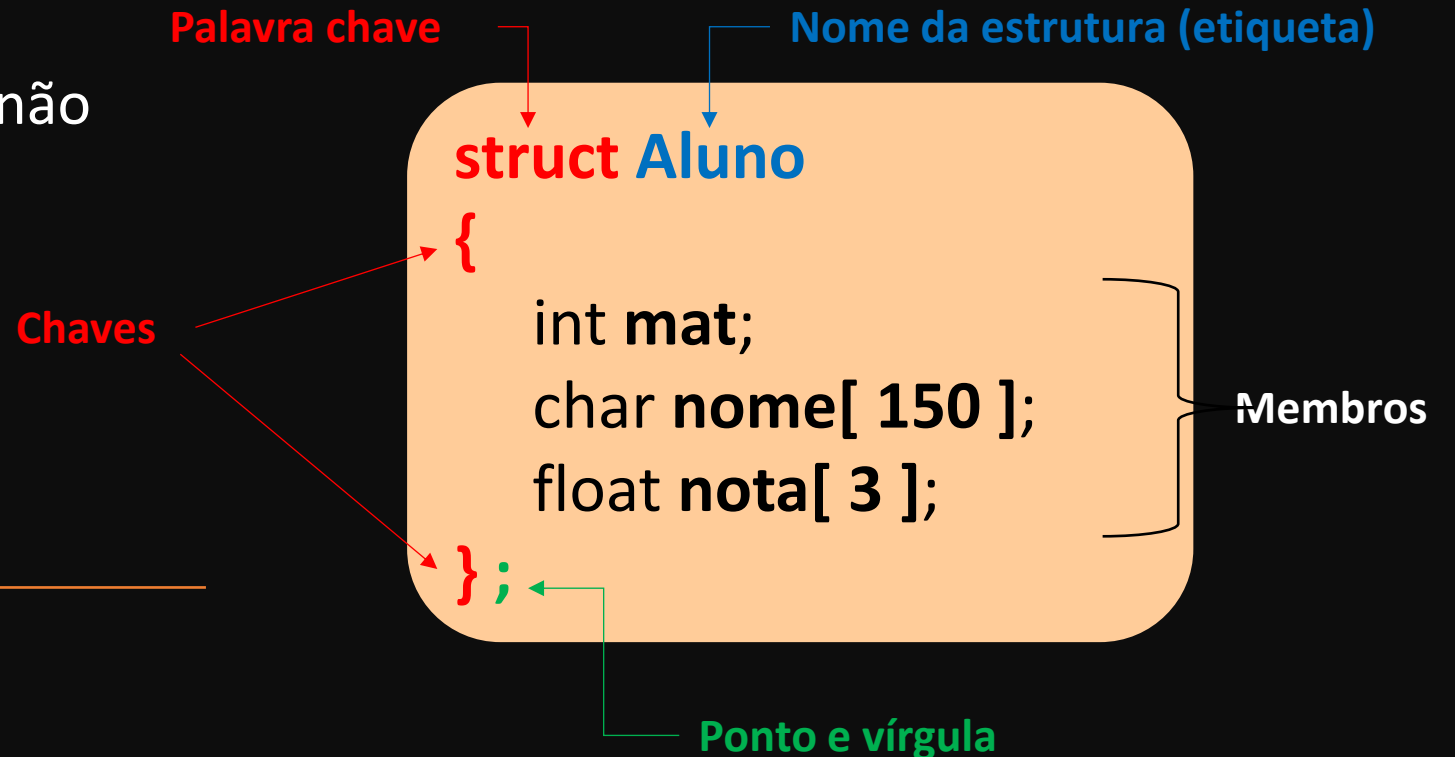 Palavra chave
Nome da estrutura (etiqueta)
não
struct Aluno
{
Chaves
int mat;
char nome[ 150 ];
Membros
float nota[ 3 ];
} ;
Ponto e vírgula